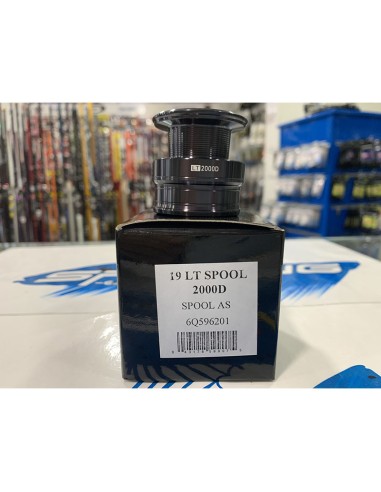 LT2000D
19 LT SPOOL
2000D
SPOOL AS
6Q596201